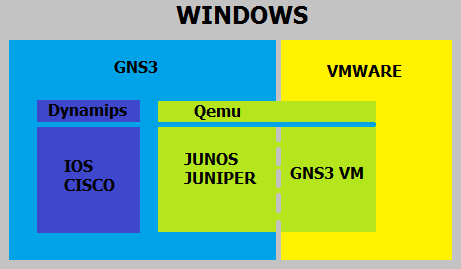 WINDOWS
GNS3
VMWARE
Dynamips
Qemu
IOS
CISCO
JUNOS
JUNIPER
GNS3 VM